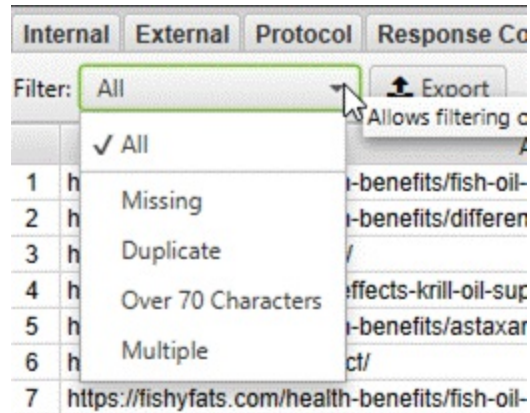 Internal External Protocol Response Co
Filter: All Export
Allows filtering o
✓ All
Missing
Duplicate
Over 70 Characters
Multiple
1 h -benefits/fish-oil-
2 h -benefits/differen
3 h /
4 h effects-krill-oil-sup
5 h -benefits/astaxan
6 h ct/
7 https://fishyfats.com/health-benefits/fish-oil-